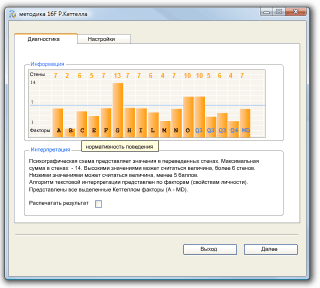 методика 16F Р.Кеттелла
Диагностика
Настройки
Информация
Стены 7 2 6 5 7 13 7 7 6 4 7 10 10 5 6 4 7
14
7
1
Факторы A B C E F G H I L M N O Q1 Q2 Q3 Q4 MD
нормативность поведения
Интерпретация
Психографическая схема представляет значения в переведенных стенах. Максимальная
сумма в стенах - 14. Высокими значениями может считаться величина, более 6 стенов.
Низкими значениями может считаться величина, менее 5 баллов.
Алгоритм текстовой интерпретации представлен по факторам (свойствам личности).
Представлены все выделенные Кеттеллом факторы (А - MD).
Распечатать результат
Выход
Далее